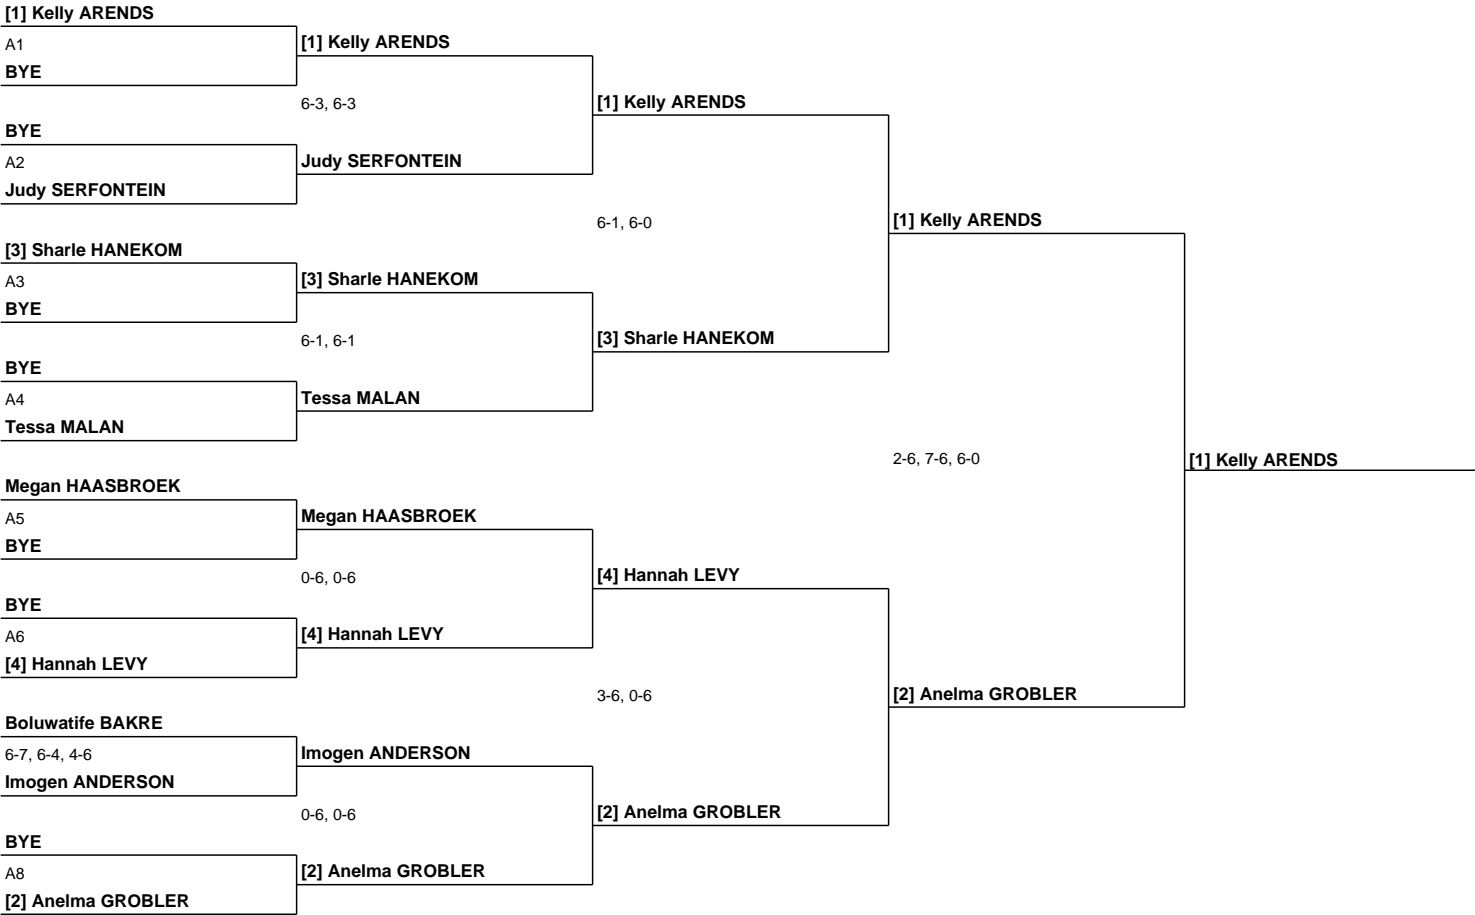 [1] Kelly ARENDS
A1
BYE
BYE
A2
Judy SERFONTEIN
[3] Sharle HANEKOM
A3
BYE
BYE
A4
Tessa MALAN
Megan HAASBROEK
A5
BYE
BYE
A6
[4] Hannah LEVY
Boluwatife BAKRE
6-7, 6-4, 4-6
Imogen ANDERSON
BYE
A8
[2] Anelma GROBLER
[1] Kelly ARENDS
6-3, 6-3
Judy SERFONTEIN
[3] Sharle HANEKOM
6-1, 6-1
Tessa MALAN
Megan HAASBROEK
0-6, 0-6
[4] Hannah LEVY
Imogen ANDERSON
0-6, 0-6
[2] Anelma GROBLER
[1] Kelly ARENDS
6-1, 6-0
[3] Sharle HANEKOM
[4] Hannah LEVY
3-6, 0-6
[2] Anelma GROBLER
[1] Kelly ARENDS
2-6, 7-6, 6-0
[2] Anelma GROBLER
[1] Kelly ARENDS